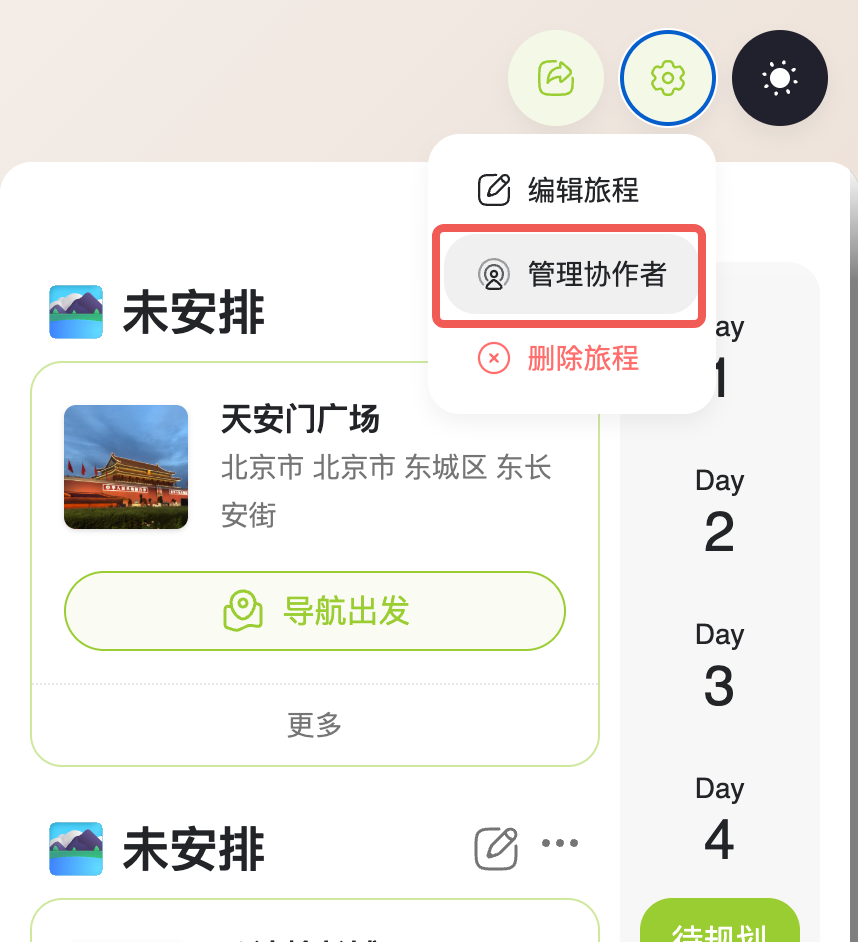 编辑旅程
管理协作者
删除旅程
未安排
天安门广场
北京市 北京市 东城区 东长
安街
导航出发
更多
未安排
ay
1
Day
2
Day
3
Day
4
待规划